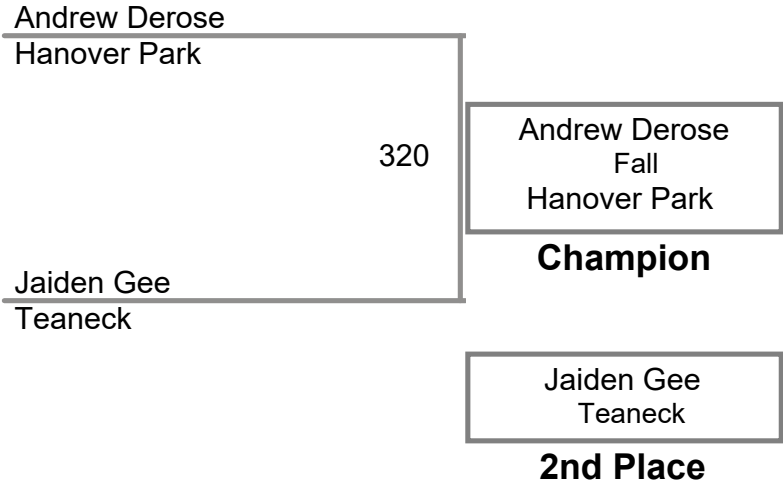 Andrew Derose
Hanover Park
320
Andrew Derose
Fall
Hanover Park
Champion
Jaiden Gee
Teaneck
Jaiden Gee
Teaneck
2nd Place